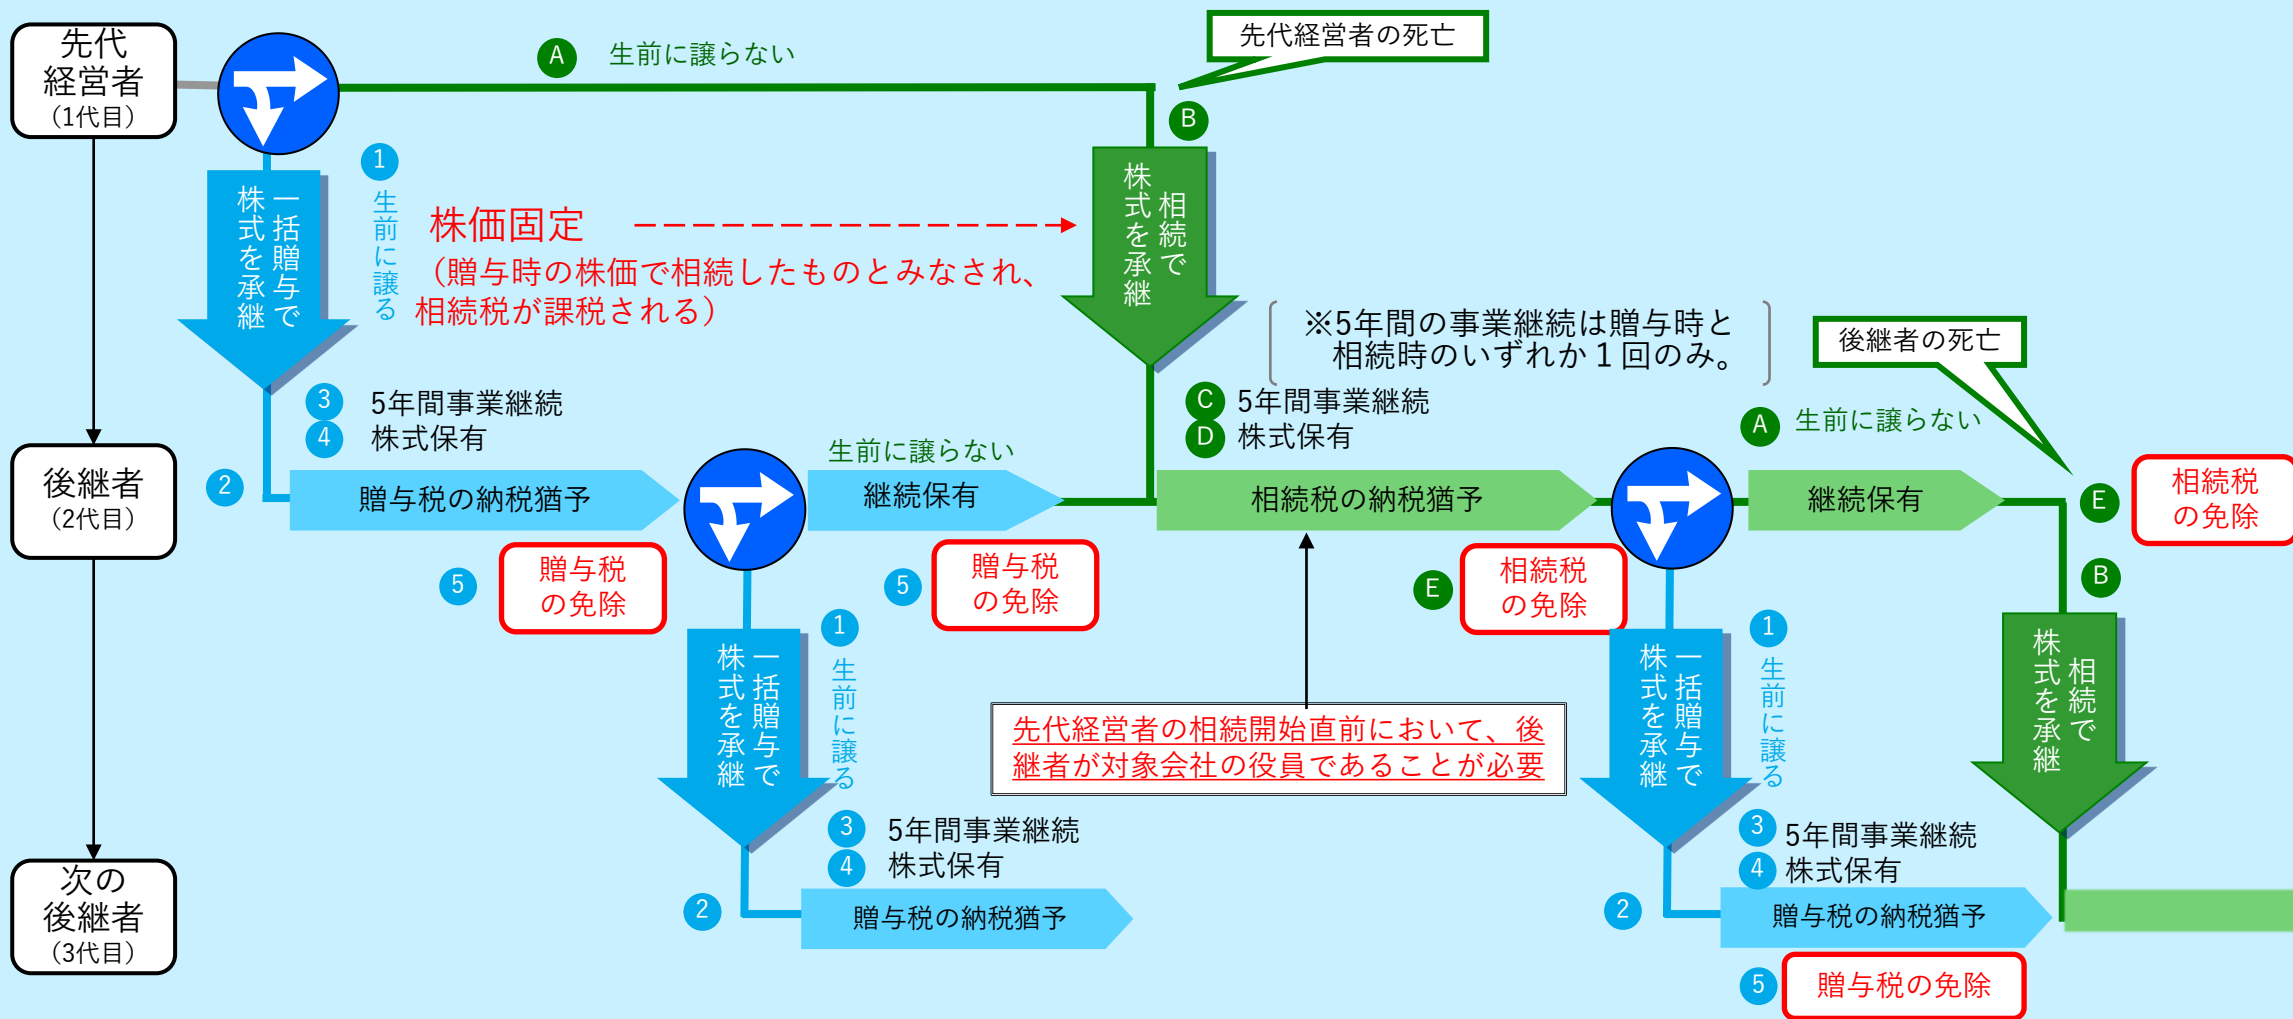 先代
経営者
（1代目）
A 生前に譲らない
先代経営者の死亡
B
1
生前に譲る
一括贈与で
株式を承継
株価固定
（贈与時の株価で相続したものとみなされ、
相続税が課税される）
相続で
株式を承継
※5年間の事業継続は贈与時と
相続時のいずれか１回のみ。
後継者の死亡
3 5年間事業継続
4 株式保有
C 5年間事業継続
D 株式保有
A 生前に譲らない
後継者
（2代目）
2
贈与税の納税猶予
生前に譲らない
継続保有
相続税の納税猶予
継続保有
E
相続税
の免除
5
贈与税
の免除
5
贈与税
の免除
E
相続税
の免除
B
1
生前に譲る
一括贈与で
株式を承継
先代経営者の相続開始直前において、後
継者が対象会社の役員であることが必要
1
生前に譲る
一括贈与で
株式を承継
相続で
株式を承継
次の
後継者
（3代目）
3 5年間事業継続
4 株式保有
2
贈与税の納税猶予
3 5年間事業継続
4 株式保有
2
贈与税の納税猶予
5
贈与税の免除